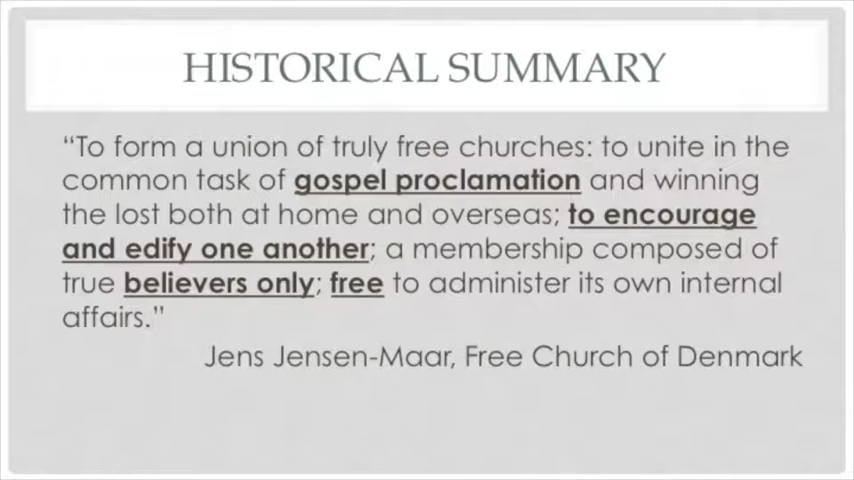 HISTORICAL SUMMARY
“To form a union of truly free churches: to unite in the
common task of gospel proclamation and winning
the lost both at home and overseas; to encourage
and edify one another; a membership composed of
true believers only; free to administer its own internal
affairs.”
Jens Jensen-Maar, Free Church of Denmark